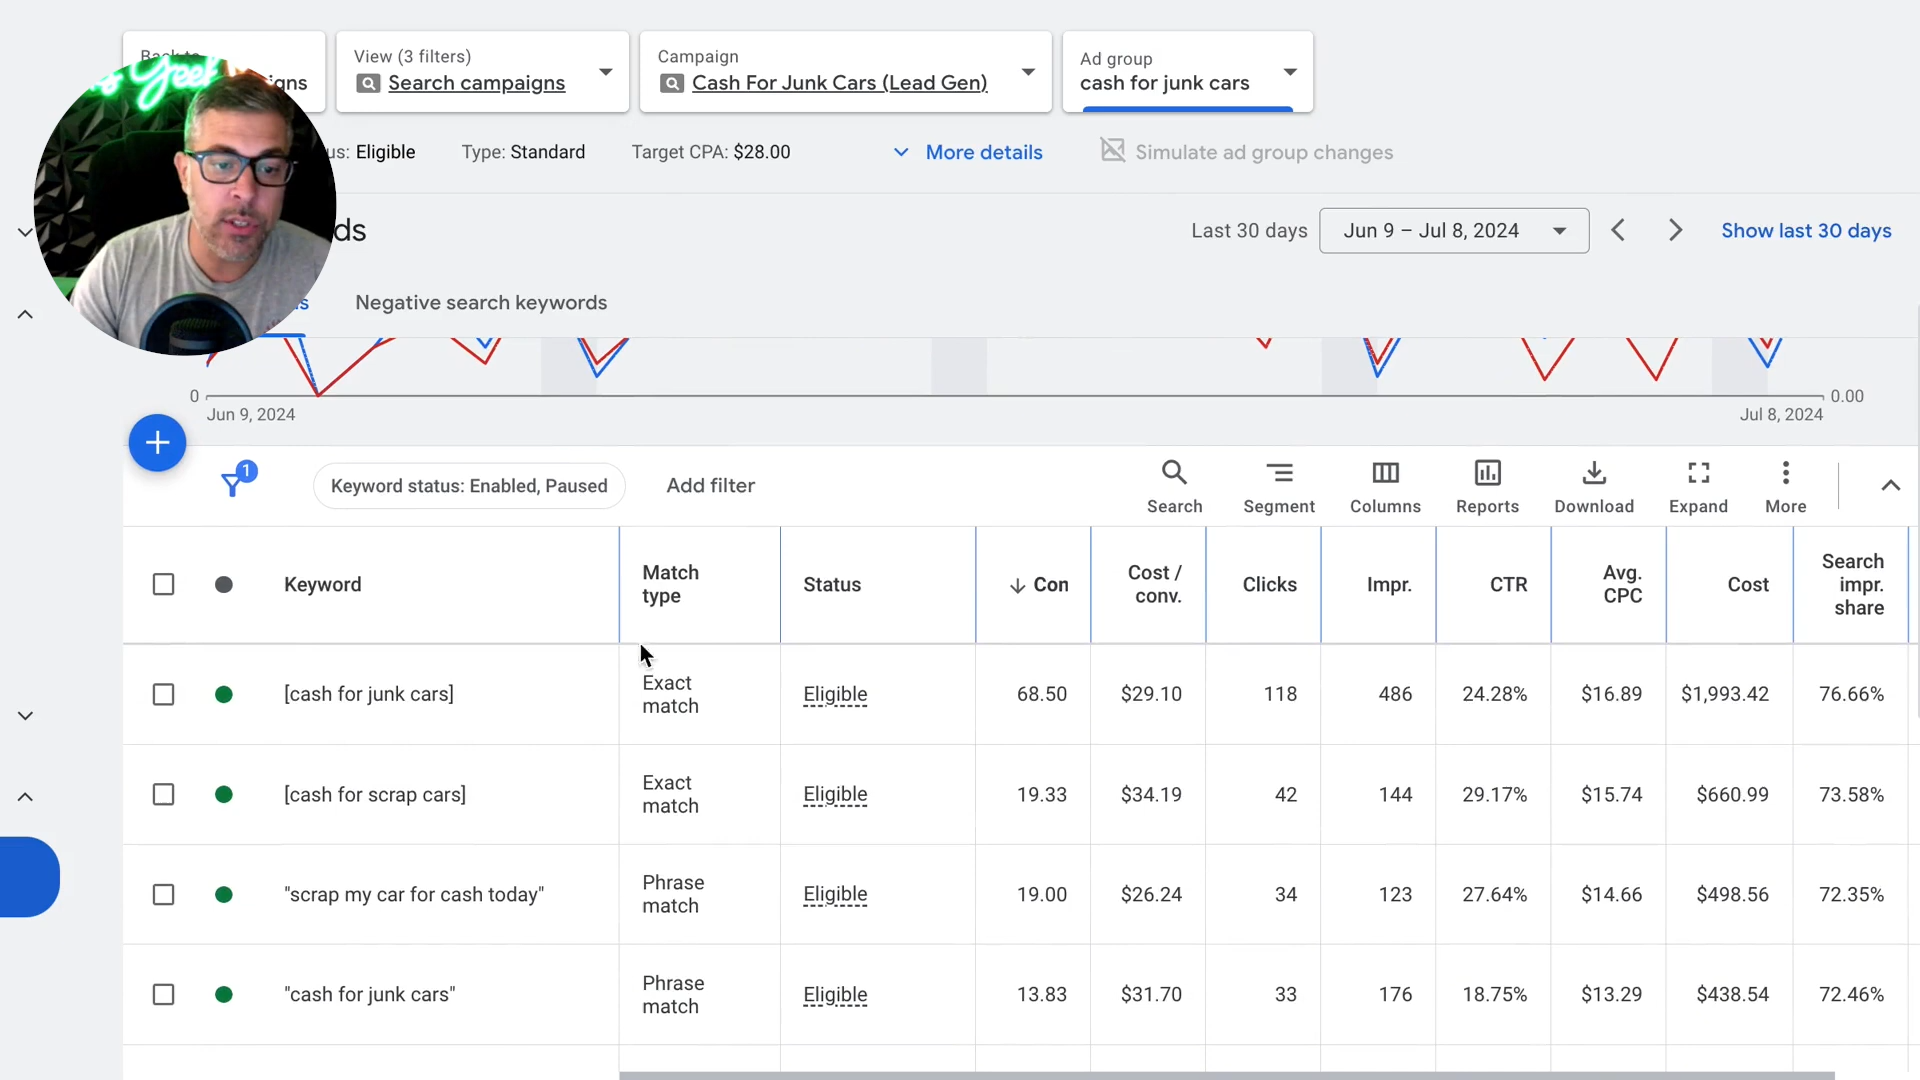 Back to
View (3 filters)
Campaign
Ad group
gns
Search campaigns
Cash For Junk Cars (Lead Gen)
cash for junk cars
Geek
us: Eligible
Type: Standard
Target CPA: $28.00
More details
Simulate ad group changes
ds
Last 30 days
Jun 9 – Jul 8, 2024
Show last 30 days
s
Negative search keywords
0
0.00
Jun 9, 2024
Jul 8, 2024
1
Keyword status: Enabled, Paused
Add filter
Search
Segment
Columns
Reports
Download
Expand
More
Keyword
Match type
Status
Con
Cost / conv.
Clicks
Impr.
CTR
Avg. CPC
Cost
Search impr. share
[cash for junk cars] Exact match Eligible 68.50 $29.10 118 486 24.28% $16.89 $1,993.42 76.66%
[cash for scrap cars] Exact match Eligible 19.33 $34.19 42 144 29.17% $15.74 $660.99 73.58%
"scrap my car for cash today" Phrase match Eligible 19.00 $26.24 34 123 27.64% $14.66 $498.56 72.35%
"cash for junk cars" Phrase match Eligible 13.83 $31.70 33 176 18.75% $13.29 $438.54 72.46%